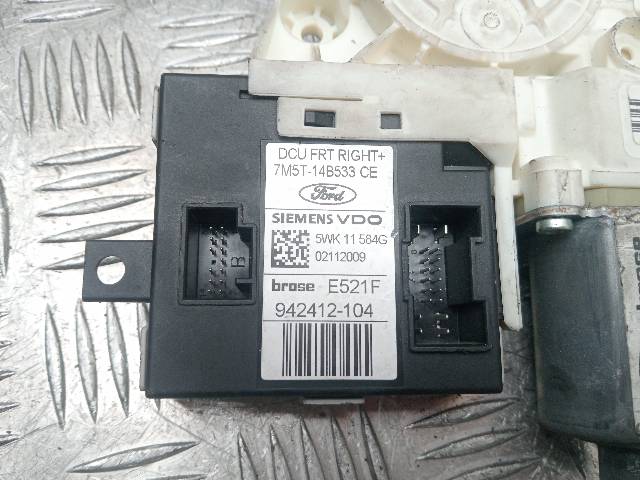 DCU FRT RIGHT+
7M5T-14B533 CE
Ford
SIEMENS VDO
5WK 11 584G
02112009
brose E521F
942412-104
B